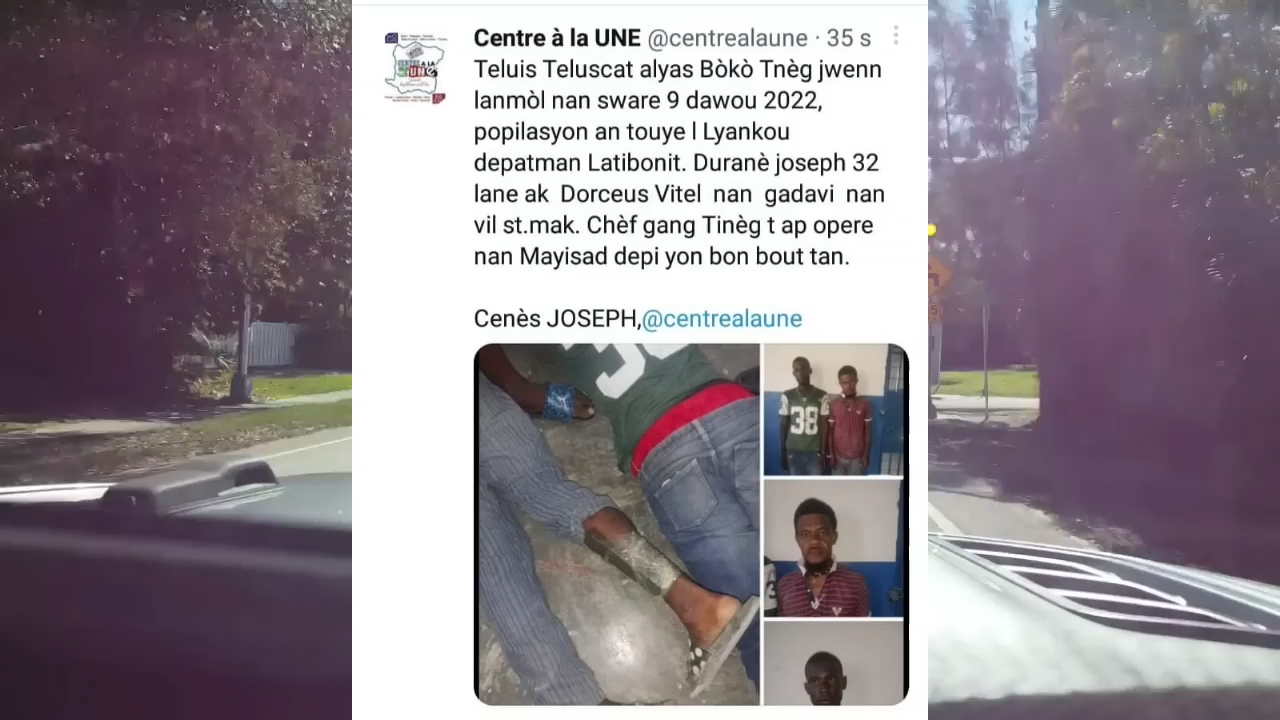 Centre à la UNE @centrealaune · 35 s
Teluis Teluscat alyas Bòkò Tnèg jwenn
lanmòl nan sware 9 dawou 2022,
popilasyon an touye l Lyankou
depatman Latibonit. Duranè joseph 32
lane ak Dorceus Vitel nan gadavi nan
vil st.mak. Chèf gang Tinèg t ap opere
nan Mayisad depi yon bon bout tan.
Cenès JOSEPH,@centrealaune
38